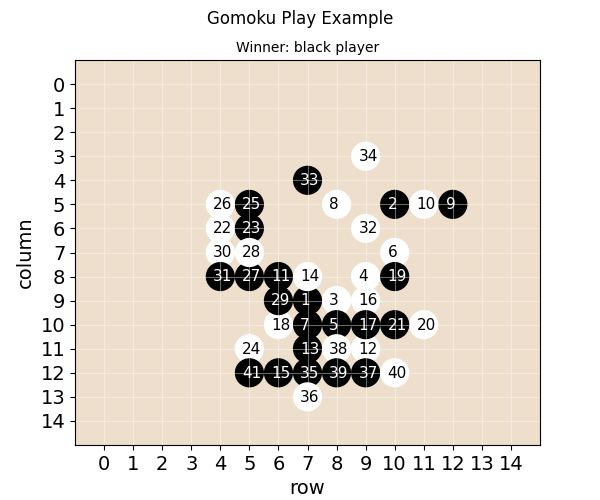 Gomoku Play Example
Winner: black player
0
1
2
3 34
4 33
5 26 25 8 2 10 9
6 22 23 32
7 30 28 6
8 31 27 11 14 4 19
9 29 1 3 16
10 18 7 5 17 21 20
11 24 13 38 12
12 41 15 35 39 37 40
13 36
14
column
0 1 2 3 4 5 6 7 8 9 10 11 12 13 14
row